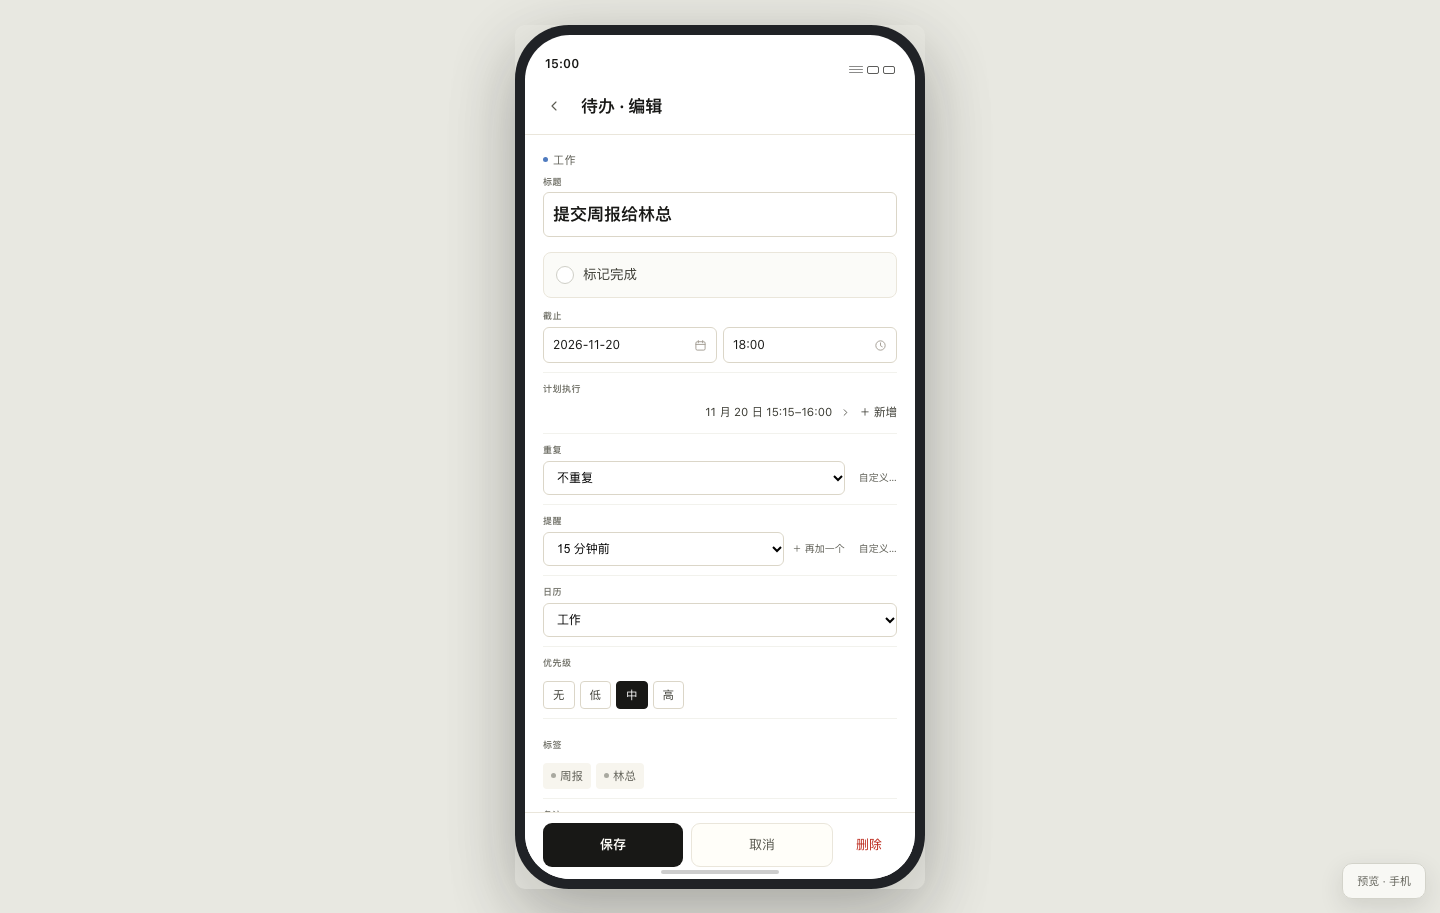 15:00
待办 · 编辑
工作
标题
提交周报给林总
标记完成
截止
2026-11-20
18:00
计划执行
11 月 20 日 15:15–16:00 › + 新增
重复
不重复
自定义...
提醒
15 分钟前
+ 再加一个
自定义...
日历
工作
优先级
无 低 中 高
标签
周报 林总
保存 取消 删除
预览 · 手机